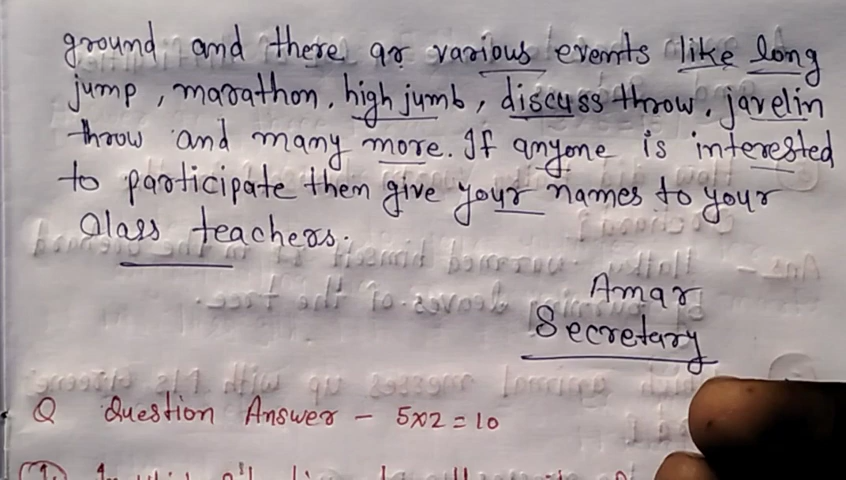 ground and there ar various events like long
jump, marathon, high jumb, discuss throw, javelin
throw and many more. If anyone is interested
to participate then give your names to your
Class teachers.
Amar
Secretary
Q Question Answer - 5x2=10